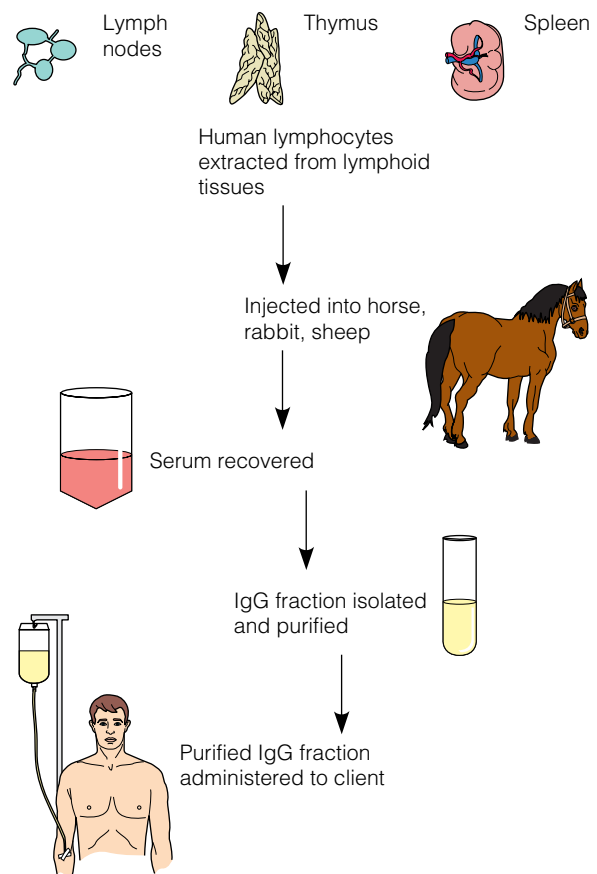 Lymph
nodes
Thymus
Spleen
Human lymphocytes
extracted from lymphoid
tissues
Injected into horse,
rabbit, sheep
Serum recovered
IgG fraction isolated
and purified
Purified IgG fraction
administered to client